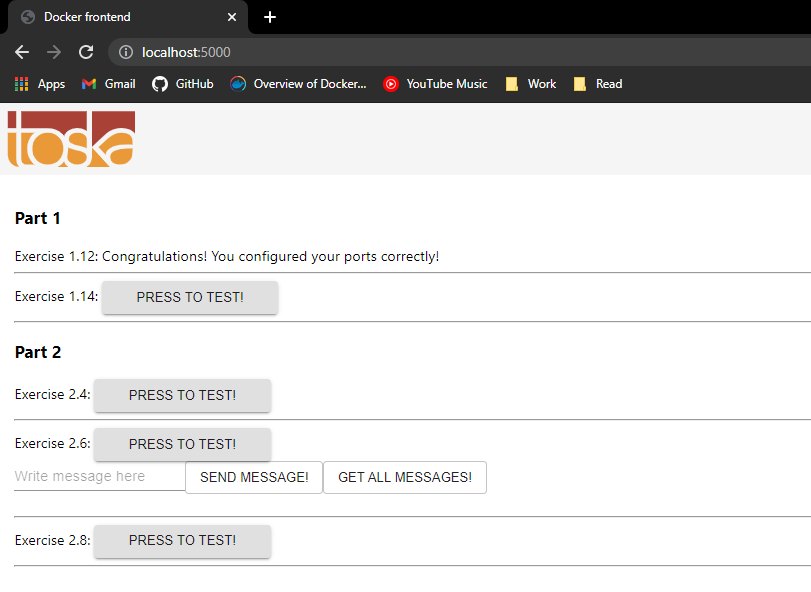 Docker frontend
localhost:5000
Apps Gmail GitHub Overview of Docker... YouTube Music Work Read
toska
Part 1
Exercise 1.12: Congratulations! You configured your ports correctly!
Exercise 1.14: PRESS TO TEST!
Part 2
Exercise 2.4: PRESS TO TEST!
Exercise 2.6: PRESS TO TEST!
Write message here SEND MESSAGE! GET ALL MESSAGES!
Exercise 2.8: PRESS TO TEST!